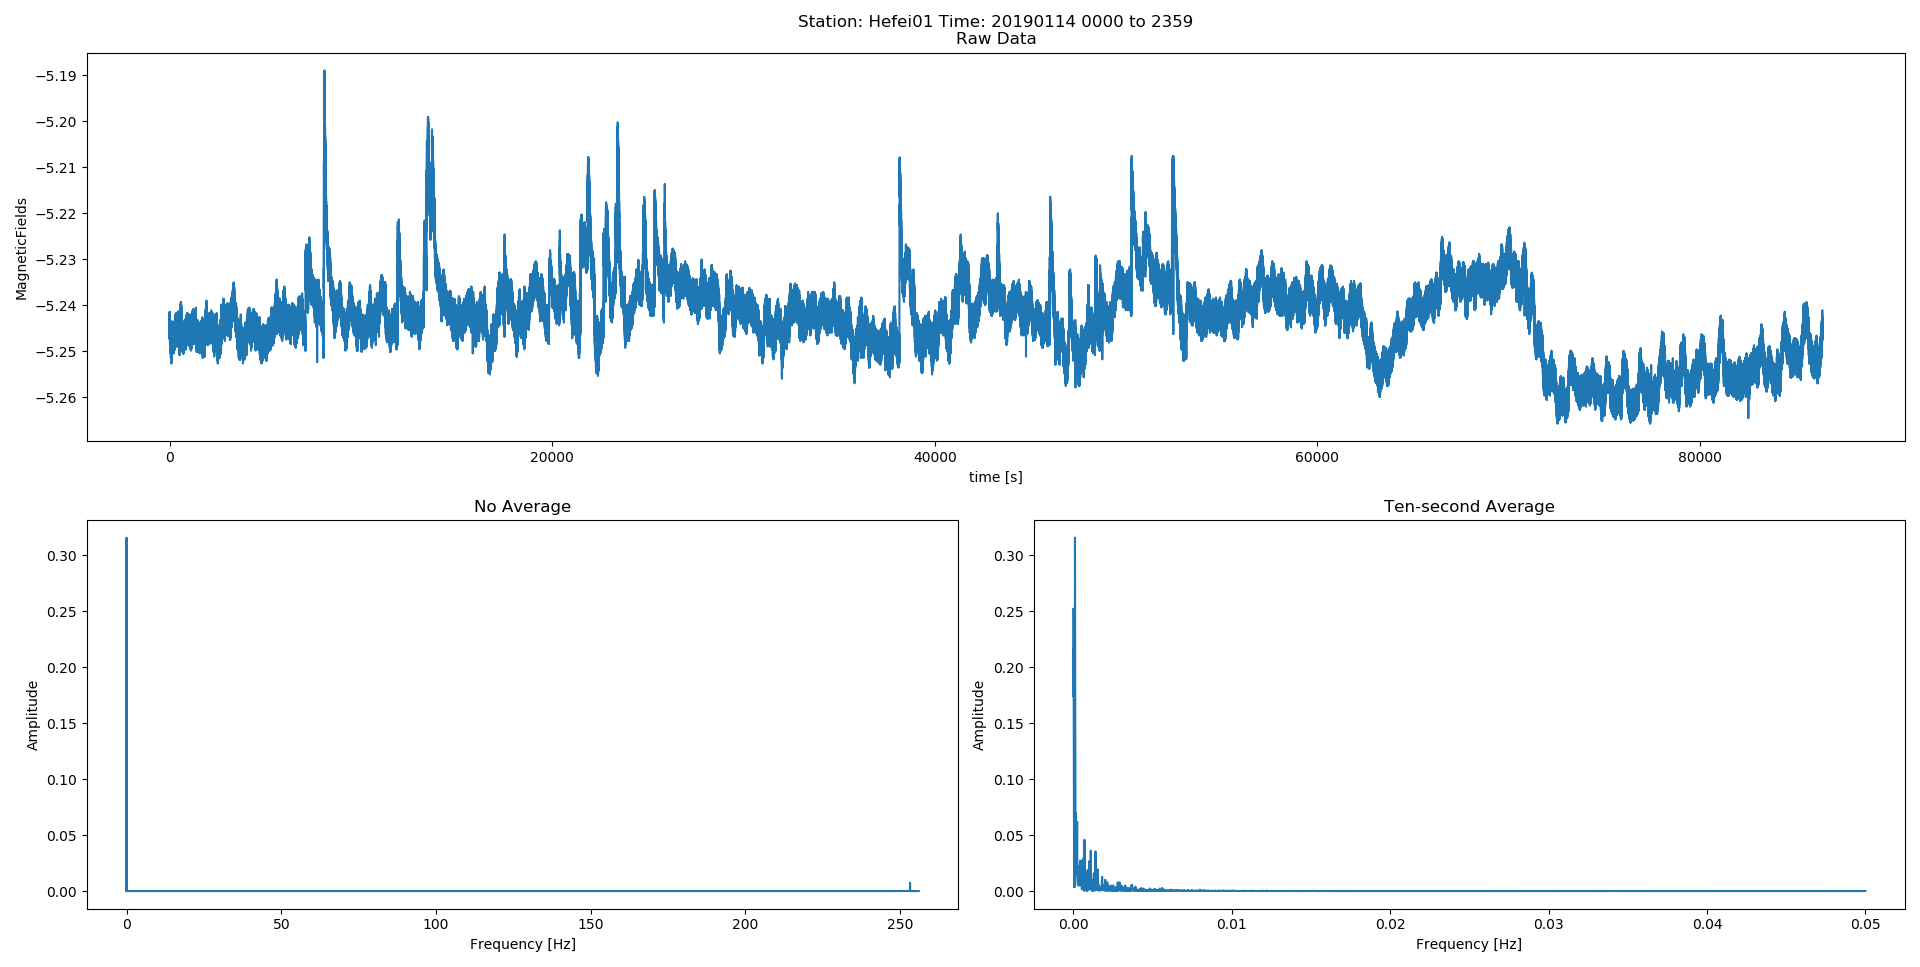 Station: Hefei01 Time: 20190114 0000 to 2359
Raw Data
MagneticFields
−5.19
−5.20
−5.21
−5.22
−5.23
−5.24
−5.25
−5.26
0 20000 40000 60000 80000
time [s]
No Average
Amplitude
0.30
0.25
0.20
0.15
0.10
0.05
0.00
0 50 100 150 200 250
Frequency [Hz]
Ten-second Average
Amplitude
0.30
0.25
0.20
0.15
0.10
0.05
0.00
0.00 0.01 0.02 0.03 0.04 0.05
Frequency [Hz]